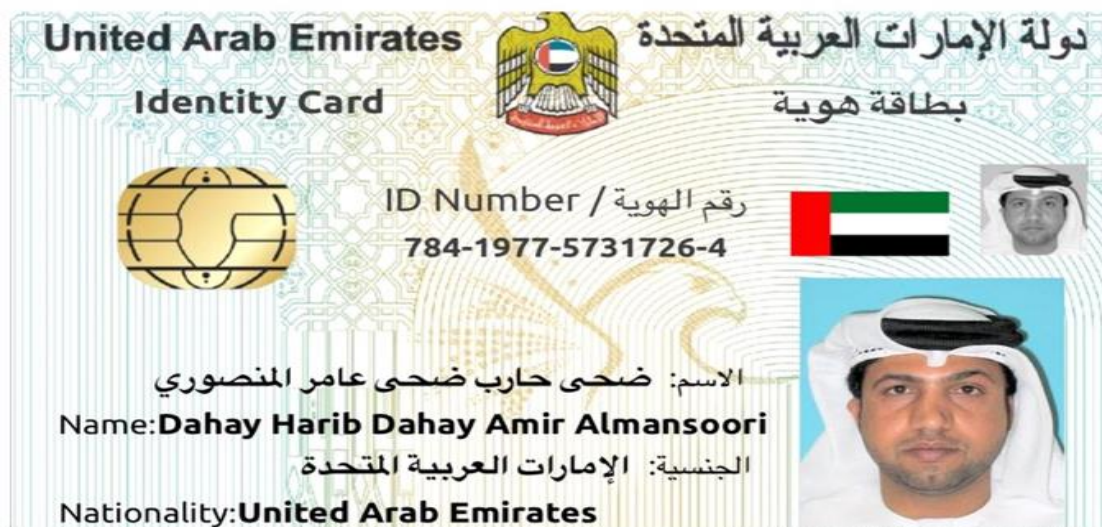 United Arab Emirates
دولة الإمارات العربية المتحدة
Identity Card
بطاقة هوية
ID Number / رقم الهوية
784-1977-5731726-4
الاسم: ضحى حارب ضحى عامر المنصوري
Name:Dahay Harib Dahay Amir Almansoori
الجنسية: الإمارات العربية المتحدة
Nationality:United Arab Emirates